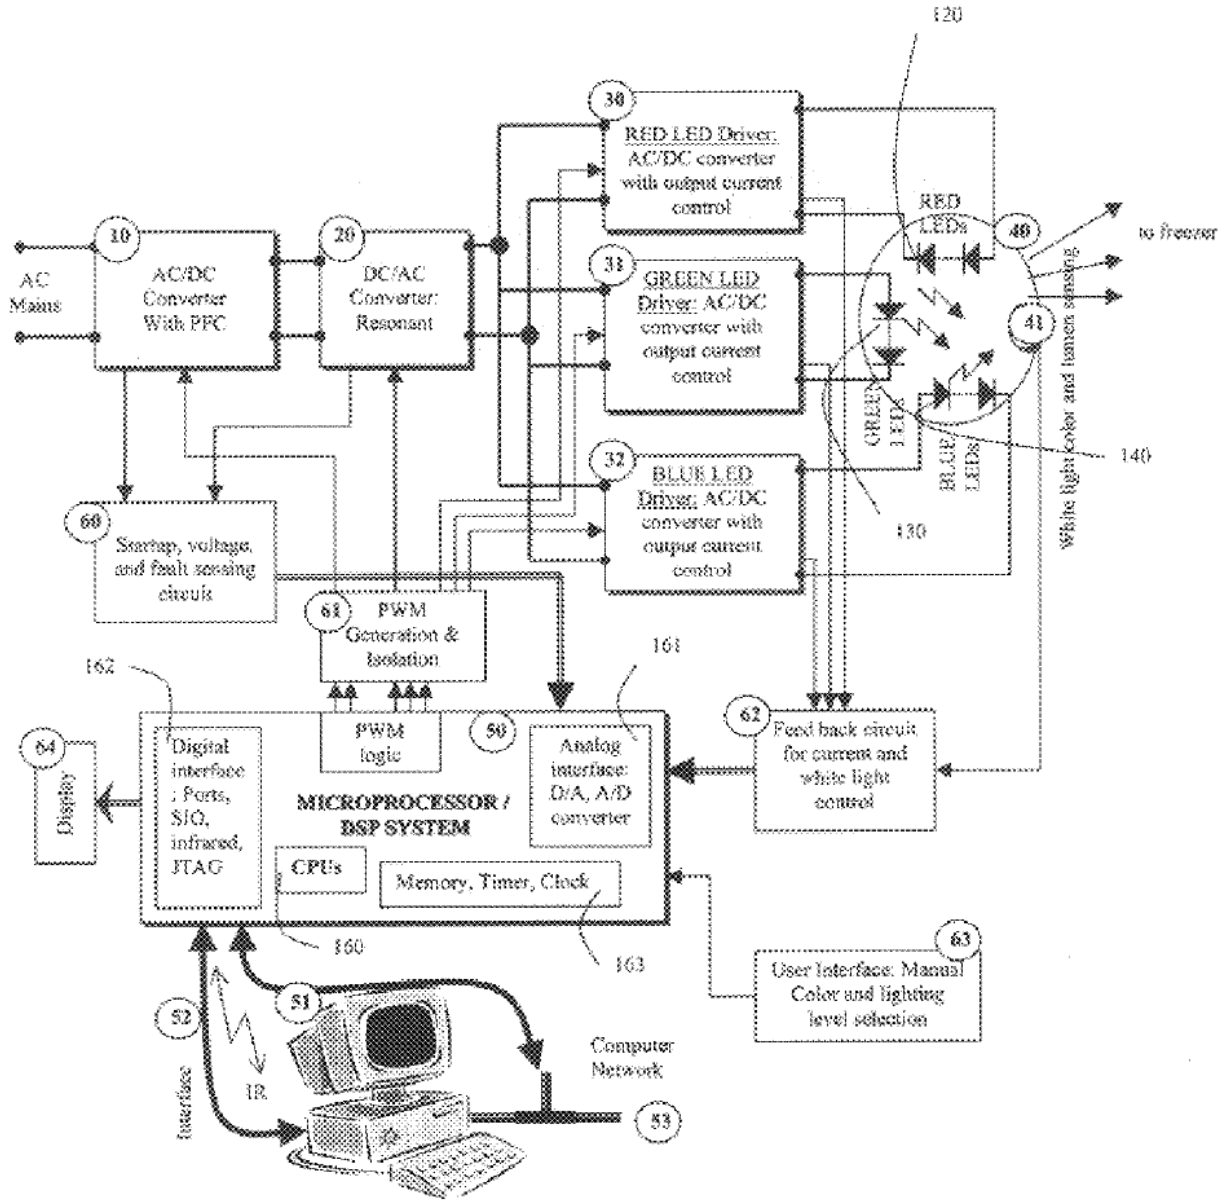 120
30
RED LED Driver:
AC/DC converter
with output current
control
RED
LEDs
40
to freezer
10
AC/DC
Converter
With PFC
20
DC/AC
Converter:
Resonant
AC
Mains
31
GREEN LED
Driver: AC/DC
converter with
output current
control
41
White light color and lumen sensing
GREEN
LEDs
BLUE
LEDs
140
130
32
BLUE LED
Driver: AC/DC
converter with
output current
control
60
Startup, voltage,
and fault sensing
circuit
61
PWM
Generation &
Isolation
161
162
62
Feed back circuit
for current and
white light
control
50
PWM
logic
64
Display
Digital
interface
: Ports,
SIO,
infrared,
JTAG
Analog
interface:
D/A, A/D
converter
MICROPROCESSOR /
DSP SYSTEM
CPUs
Memory, Timer, Clock
160
163
63
User Interface: Manual
Color and lighting
level selection
51
52
Interface
IR
Computer
Network
53